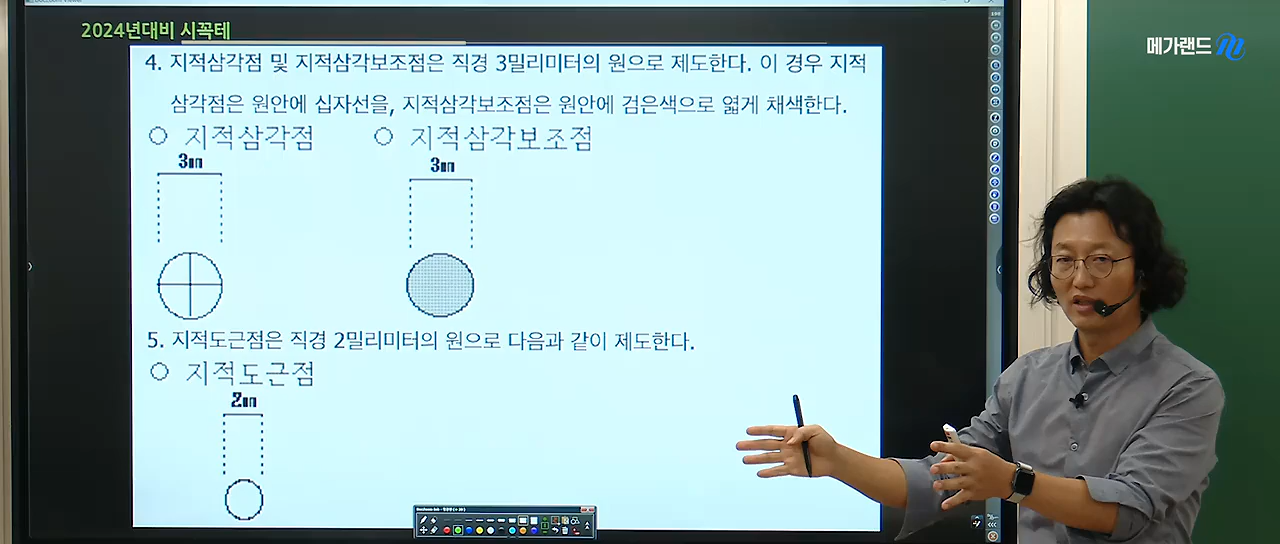 2024년대비 시꼭테
메가랜드
4. 지적삼각점 및 지적삼각보조점은 직경 3밀리미터의 원으로 제도한다. 이 경우 지적
삼각점은 원안에 십자선을, 지적삼각보조점은 원안에 검은색으로 엷게 채색한다.
○ 지적삼각점 ○ 지적삼각보조점
3㎜ 3㎜
5. 지적도근점은 직경 2밀리미터의 원으로 다음과 같이 제도한다.
○ 지적도근점
2㎜